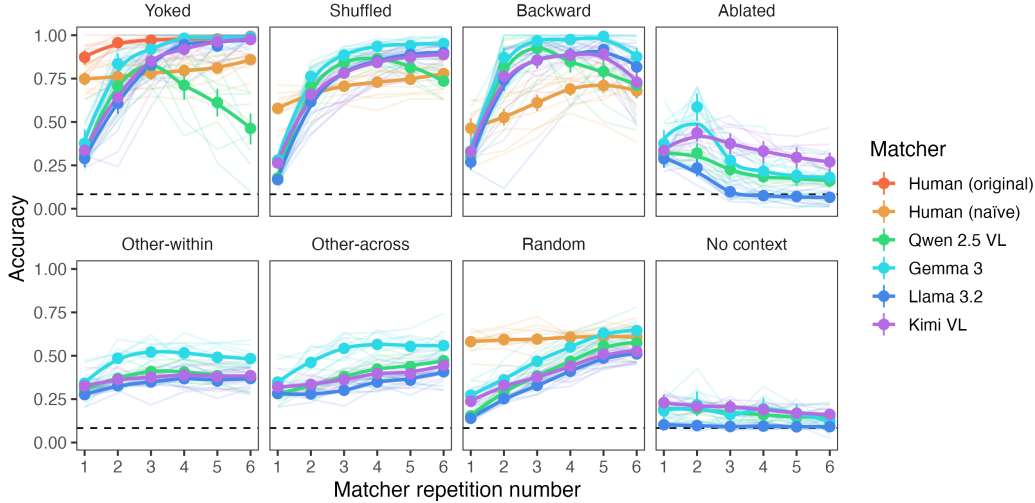 Yoked Shuffled Backward Ablated
1.00
0.75
0.50
0.25
0.00
Other-within Other-across Random No context
1.00
0.75
0.50
0.25
0.00
1 2 3 4 5 6 1 2 3 4 5 6 1 2 3 4 5 6 1 2 3 4 5 6
Matcher repetition number
Accuracy
Matcher
Human (original)
Human (naïve)
Qwen 2.5 VL
Gemma 3
Llama 3.2
Kimi VL